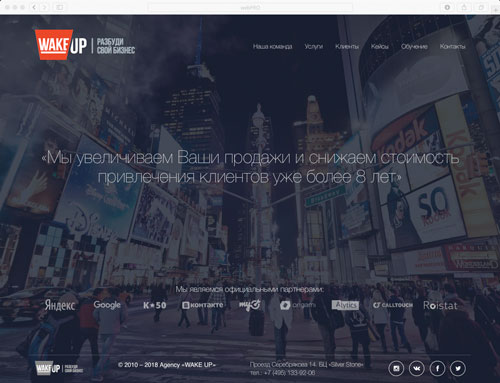 wakePRO
WAKE UP
РАЗБУДИ
СВОЙ БИЗНЕС
Наша команда Услуги Клиенты Кейсы Обучение Контакты
«Мы увеличиваем Ваши продажи и снижаем стоимость
привлечения клиентов уже более 8 лет»
Kodak
SO
Мы являемся официальными партнерами:
Яндекс Google K50 ВКОНТАКТЕ origami Alytics CALLTOUCH Roistat
WAKE UP
РАЗБУДИ
СВОЙ БИЗНЕС
© 2010 – 2018 Agency «WAKE UP»
Проезд Серебрякова 14. БЦ «Silver Stone»
тел.: +7 (495) 133-92-06